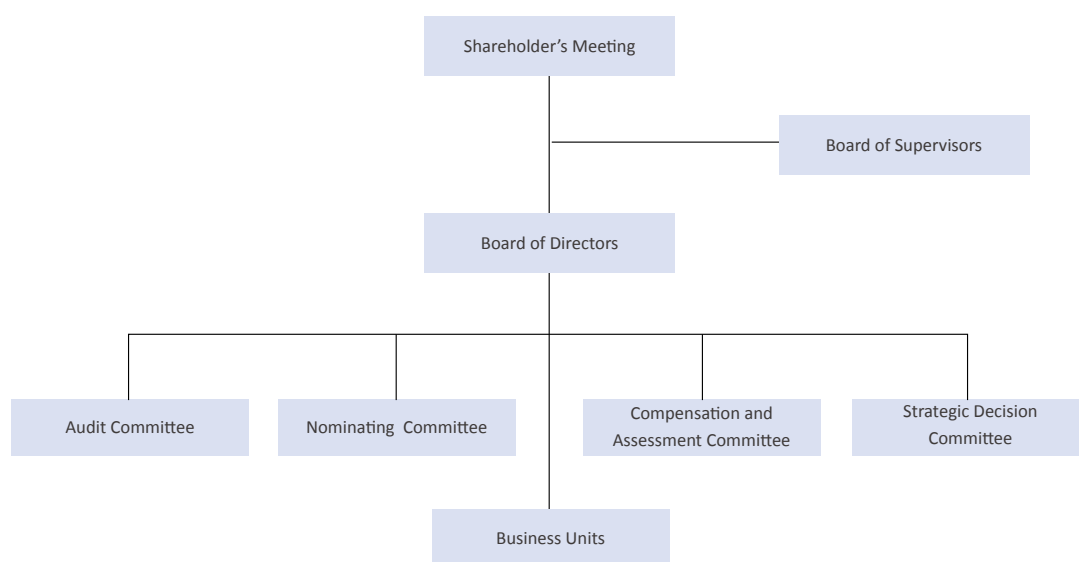 Shareholder’s Meeting
Board of Supervisors
Board of Directors
Audit Committee
Nominating Committee
Compensation and
Assessment Committee
Strategic Decision
Committee
Business Units